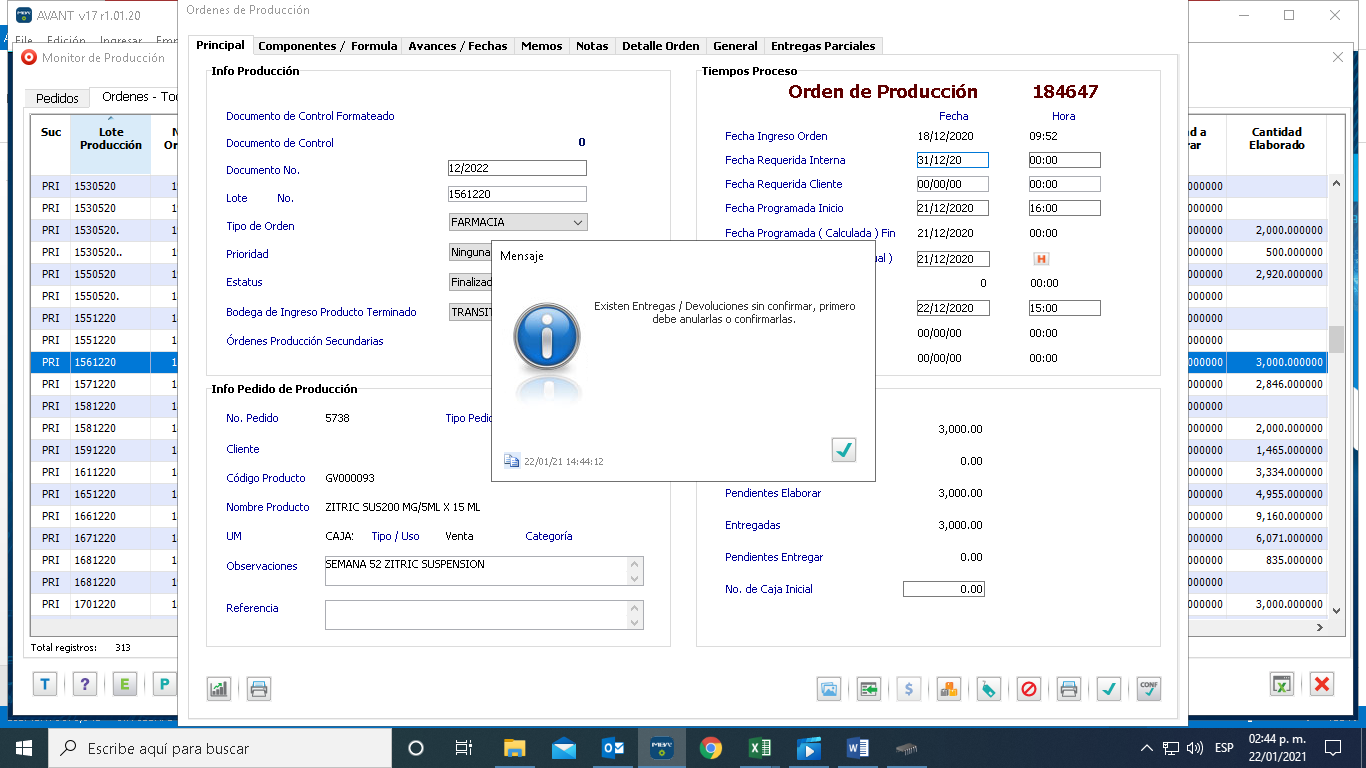 AVANT v17 r1.01.20
File Edición Ingresar
Monitor de Producción
Pedidos
Ordenes - Too
Suc
Lote Producción
Cantidad Elaborado
PRI 1530520
PRI 1530520
PRI 1530520. 2,000.000000
PRI 1530520.. 500.000000
PRI 1550520 2,920.000000
PRI 1550520.
PRI 1551220
PRI 1551220
PRI 1561220 3,000.000000
PRI 1571220 2,846.000000
PRI 1581220
PRI 1581220 2,000.000000
PRI 1591220 1,465.000000
PRI 1611220 3,334.000000
PRI 1651220 4,955.000000
PRI 1661220 9,160.000000
PRI 1671220 6,071.000000
PRI 1681220 835.000000
PRI 1681220
PRI 1701220 3,000.000000
Total registros: 313
T ? E P
Ordenes de Producción
Principal Componentes / Formula Avances / Fechas Memos Notas Detalle Orden General Entregas Parciales
Info Producción
Documento de Control Formateado
Documento de Control 0
Documento No. 12/2022
Lote No. 1561220
Tipo de Orden FARMACIA
Prioridad Ninguna
Estatus Finalizad
Bodega de Ingreso Producto Terminado TRANSIT
Órdenes Producción Secundarias
Tiempos Proceso
Orden de Producción 184647
Fecha Hora
Fecha Ingreso Orden 18/12/2020 09:52
Fecha Requerida Interna 31/12/20 00:00
Fecha Requerida Cliente 00/00/00 00:00
Fecha Programada Inicio 21/12/2020 16:00
Fecha Programada ( Calculada ) Fin 21/12/2020 00:00
ual ) 21/12/2020 H
0 00:00
22/12/2020 15:00
00/00/00 00:00
00/00/00 00:00
Mensaje
Existen Entregas / Devoluciones sin confirmar, primero
debe anularlas o confirmarlas.
22/01/21 14:44:12
Info Pedido de Producción
No. Pedido 5738 Tipo Pedid
Cliente
Código Producto GV000093
Nombre Producto ZITRIC SUS200 MG/5ML X 15 ML
UM CAJAS Tipo / Uso Venta Categoría
Observaciones SEMANA 52 ZITRIC SUSPENSION
Referencia
3,000.00
0.00
Pendientes Elaborar 3,000.00
Entregadas 3,000.00
Pendientes Entregar 0.00
No. de Caja Inicial 0.00
$
CONF
Escribe aquí para buscar
MBA
ESP
02:44 p. m.
22/01/2021